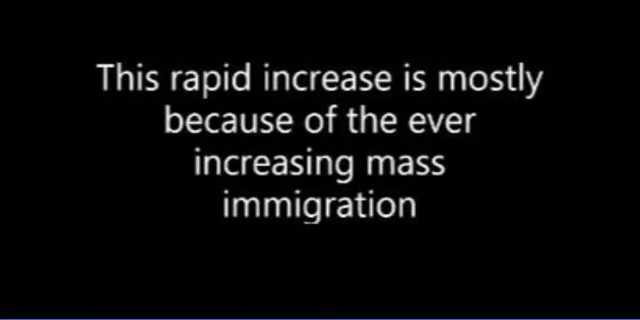 This rapid increase is mostly
because of the ever
increasing mass
immigration